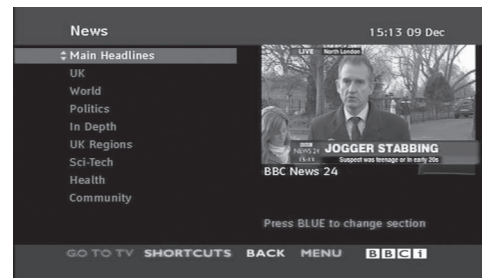 News
15:13 09 Dec
Main Headlines
UK
World
Politics
In Depth
UK Regions
Sci-Tech
Health
Community
LIVE North London
BBC
NEWS 24
15:13
JOGGER STABBING
Suspect was teenage or in early 20s
BBC News 24
Press BLUE to change section
GO TO TV SHORTCUTS BACK MENU BBCi